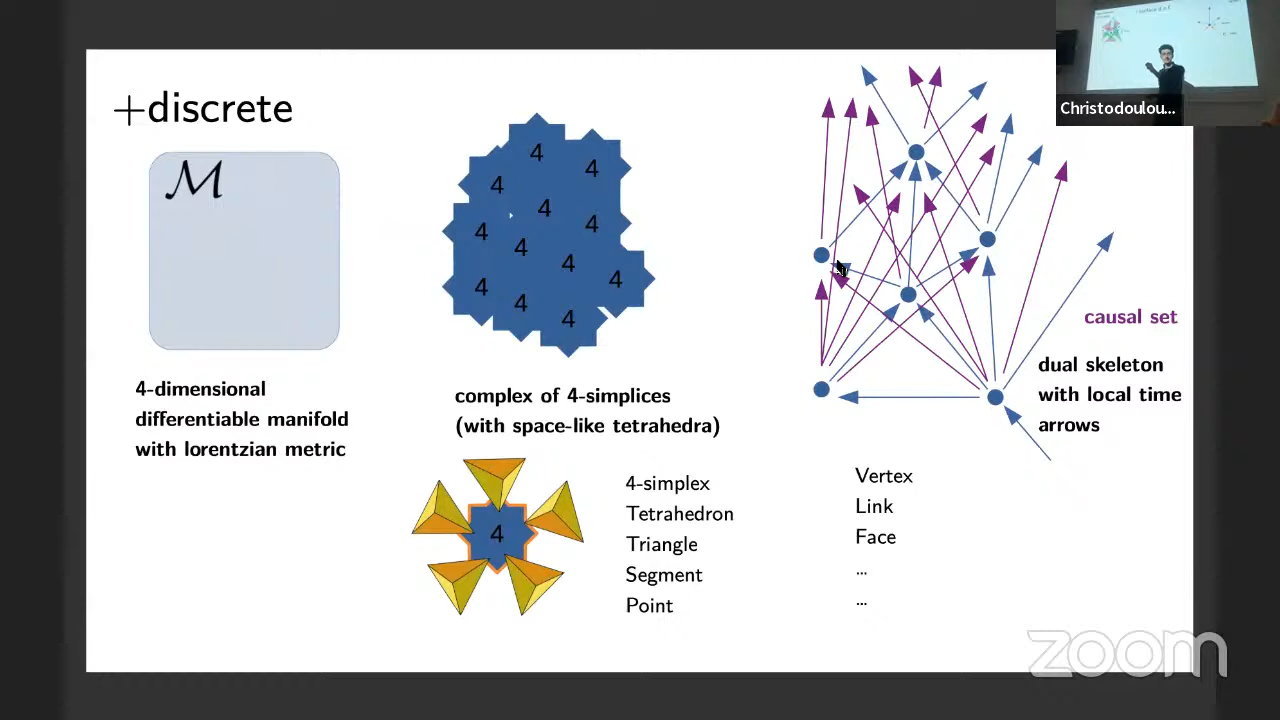 +discrete
M
4-dimensional
differentiable manifold
with lorentzian metric
4
4
4
4
4
4
4
4
4
4
4
4
complex of 4-simplices
(with space-like tetrahedra)
4
4-simplex
Tetrahedron
Triangle
Segment
Point
causal set
dual skeleton
with local time
arrows
Vertex
Link
Face
...
...
Christodoulou...
zoom